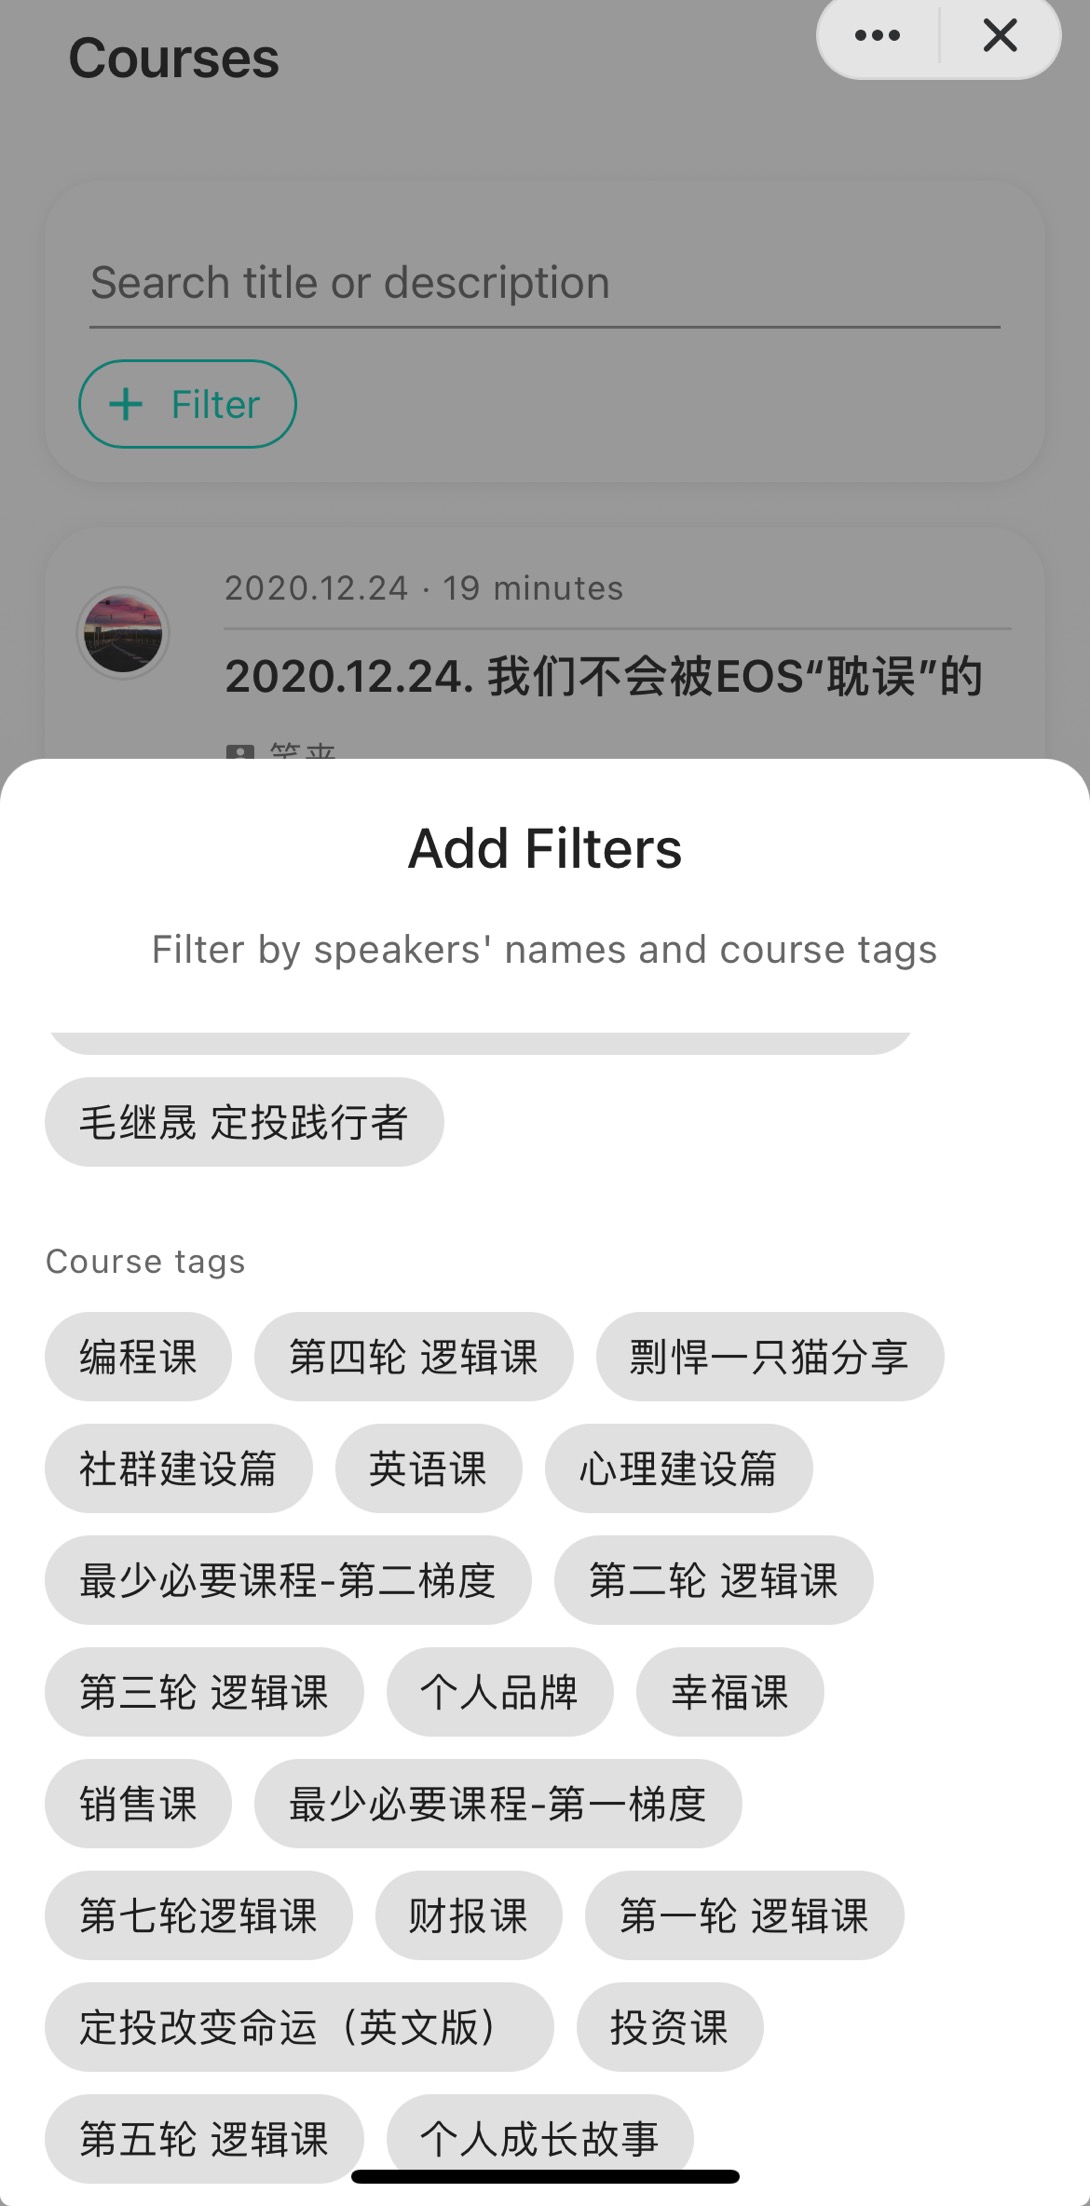 Courses
Search title or description
+ Filter
2020.12.24 · 19 minutes
2020.12.24. 我们不会被EOS“耽误”的
笑来
Add Filters
Filter by speakers' names and course tags
毛继晟 定投践行者
Course tags
编程课 第四轮 逻辑课 剽悍一只猫分享
社群建设篇 英语课 心理建设篇
最少必要课程-第二梯度 第二轮 逻辑课
第三轮 逻辑课 个人品牌 幸福课
销售课 最少必要课程-第一梯度
第七轮逻辑课 财报课 第一轮 逻辑课
定投改变命运（英文版） 投资课
第五轮 逻辑课 个人成长故事